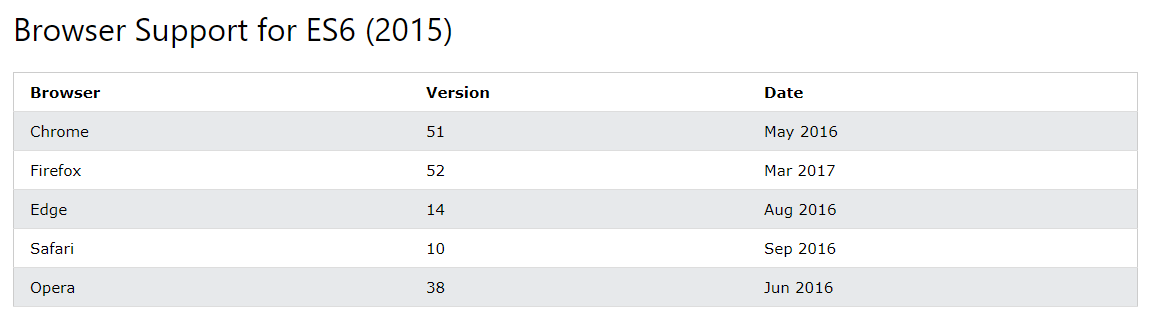 Browser Support for ES6 (2015)
Browser Version Date
Chrome 51 May 2016
Firefox 52 Mar 2017
Edge 14 Aug 2016
Safari 10 Sep 2016
Opera 38 Jun 2016